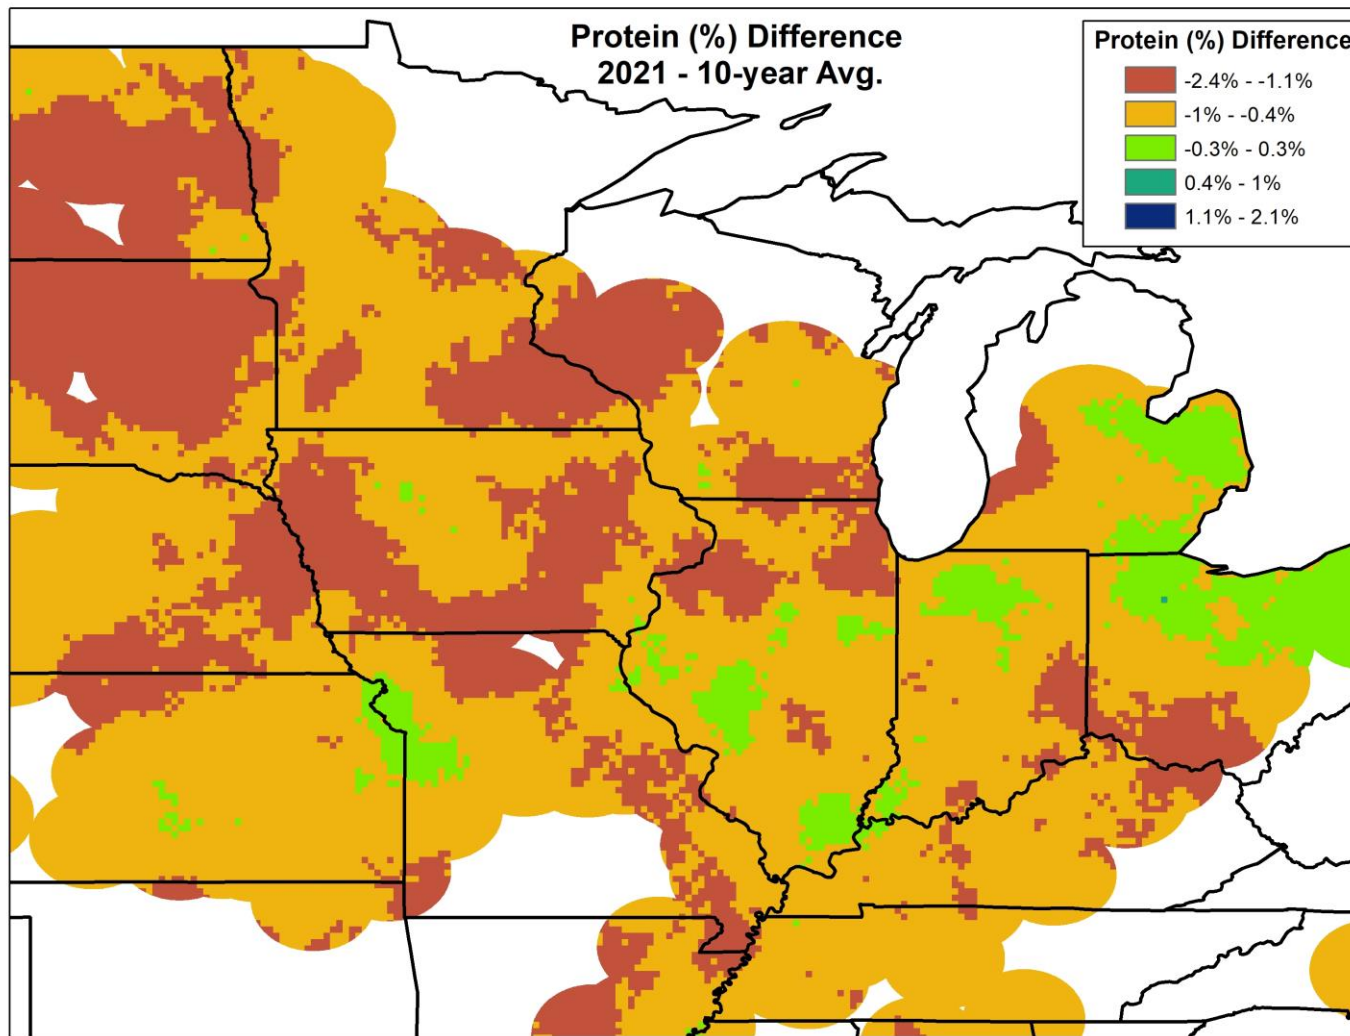 Protein (%) Difference
2021 - 10-year Avg.
Protein (%) Difference
-2.4% - -1.1%
-1% - -0.4%
-0.3% - 0.3%
0.4% - 1%
1.1% - 2.1%